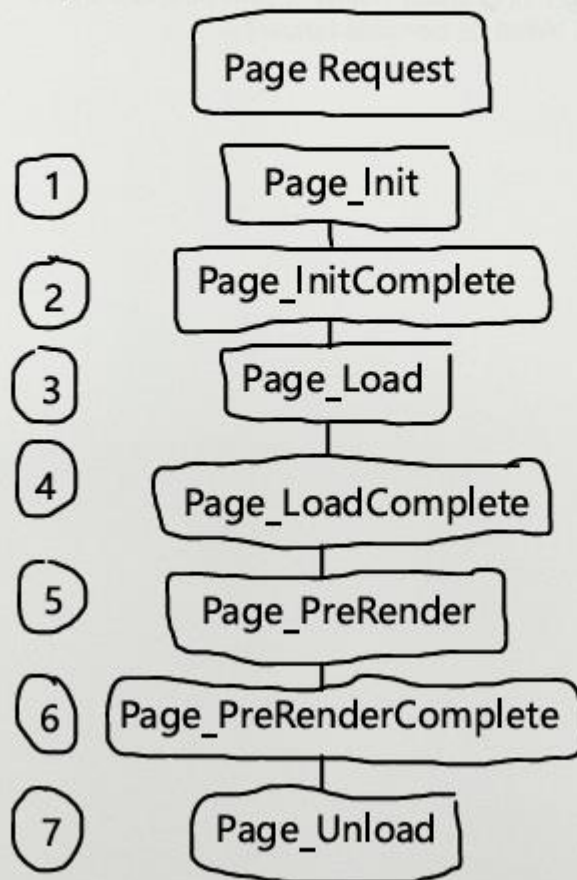 Page Request
1 Page_Init
2 Page_InitComplete
3 Page_Load
4 Page_LoadComplete
5 Page_PreRender
6 Page_PreRenderComplete
7 Page_Unload